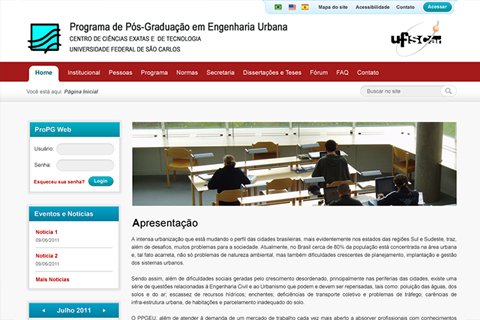 Mapa do site
Acessibilidade
Contato
Acessar
Programa de Pós-Graduação em Engenharia Urbana
CENTRO DE CIÊNCIAS EXATAS E DE TECNOLOGIA
UNIVERSIDADE FEDERAL DE SÃO CARLOS
ufscar
Home
Institucional
Pessoas
Programa
Normas
Secretaria
Dissertações e Teses
Fórum
FAQ
Contato
Você está aqui: Página Inicial
Buscar no site
ProPG Web
Usuário:
Senha:
Esqueceu sua senha?
Login
Eventos e Notícias
Notícia 1
09/06/2011
Notícia 2
09/06/2011
Mais Notícias
Julho 2011
Apresentação
A intensa urbanização que está mudando o perfil das cidades brasileiras, mais evidentemente nos estados das regiões Sul e Sudeste, traz,
além de desafios, muitos problemas para a sociedade. Atualmente, no Brasil cerca de 80% da população está concentrada na área urbana
e, tal fato acarreta, não só problemas de natureza ambiental, mas também dificuldades crescentes de planejamento, implantação e gestão
dos sistemas urbanos.
Sendo assim, além de dificuldades sociais geradas pelo crescimento desordenado, principalmente nas periferias das cidades, existe uma
série de questões relacionadas à Engenharia Civil e ao Urbanismo que podem e devem ser repensadas, tais como: poluição das águas, dos
solos e do ar; escassez de recursos hídricos; enchentes; deficiências de transporte coletivo e problemas de tráfego; carências de
infra-estrutura urbana, de habitações e parcelamento inadequado do solo.
O PPGEU, além de atender à demanda de um mercado de trabalho cada vez mais aberto a absorver profissionais com conhecimentos